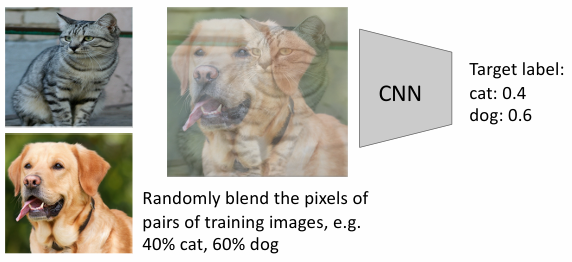 CNN
Target label:
cat: 0.4
dog: 0.6
Randomly blend the pixels of
pairs of training images, e.g.
40% cat, 60% dog